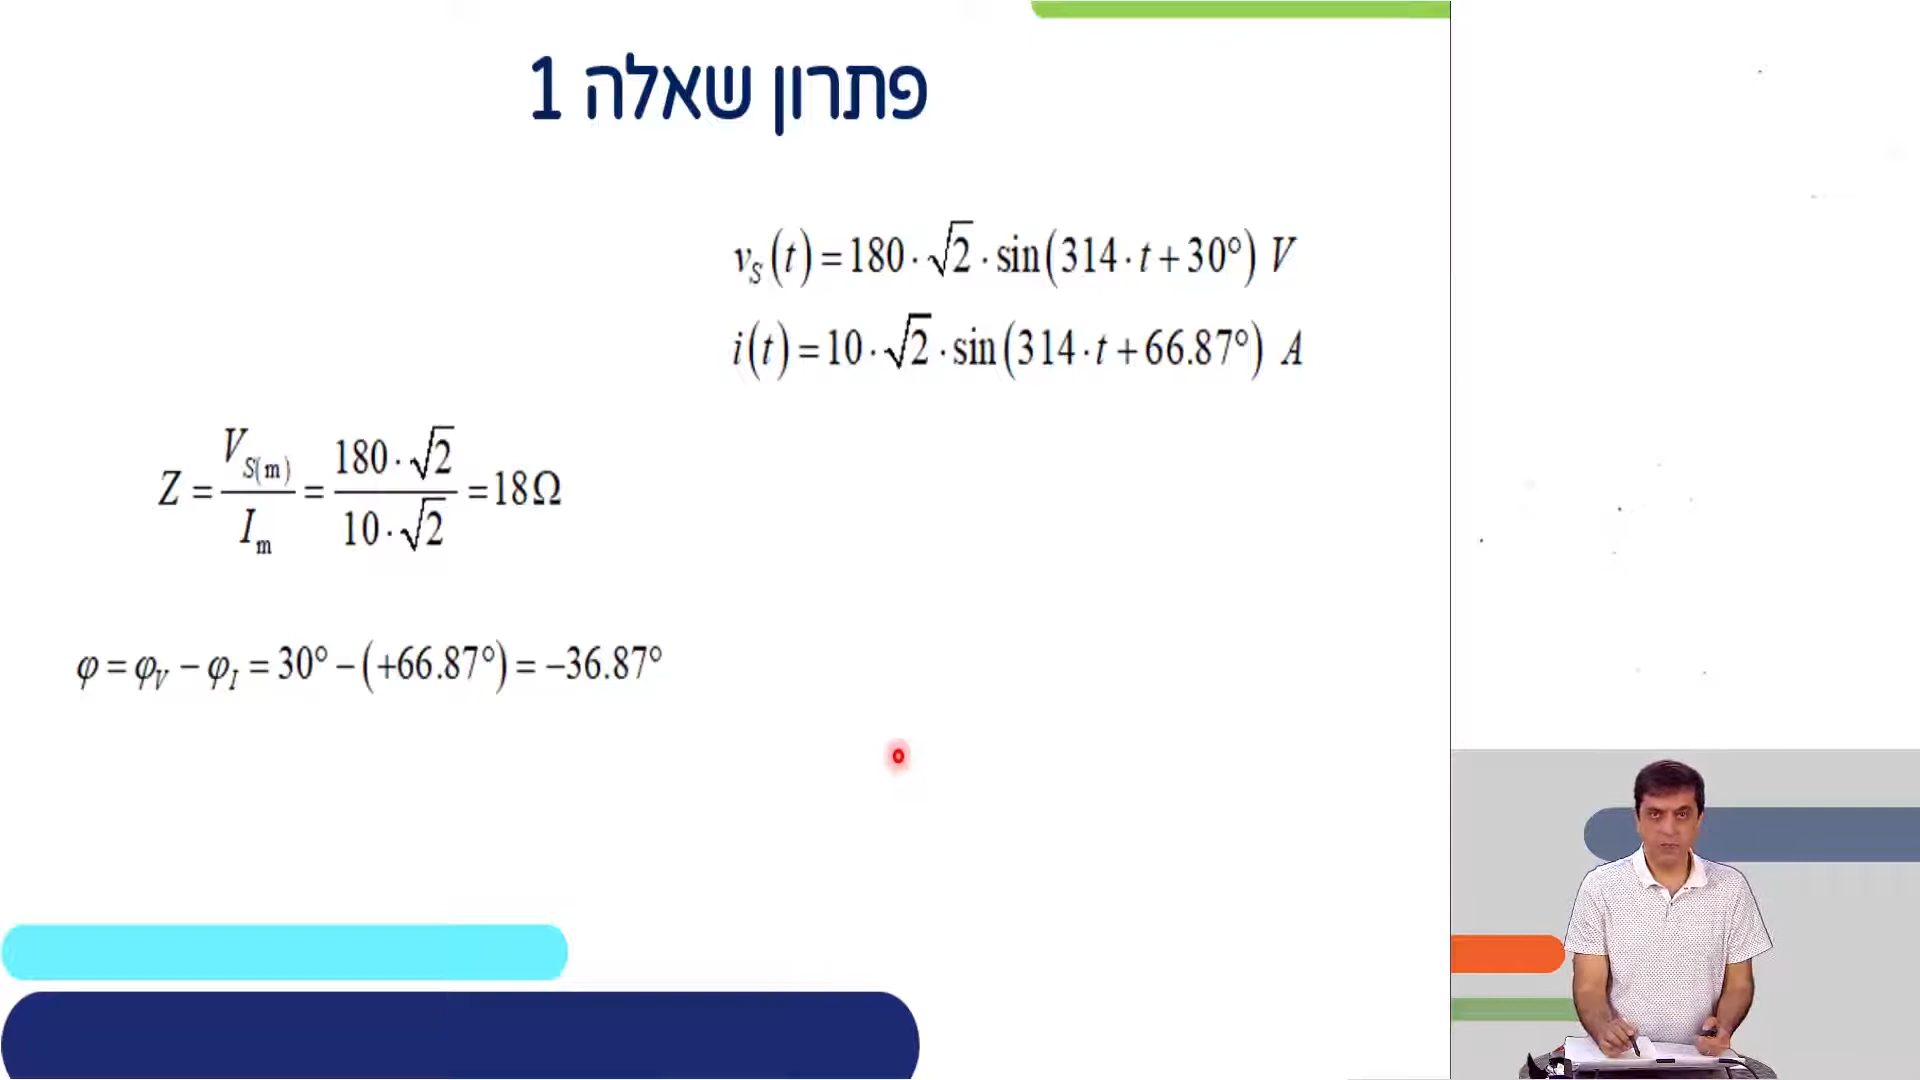 פתרון שאלה 1
v_S(t) = 180 · √2 · sin(314 · t + 30°) V
i(t) = 10 · √2 · sin(314 · t + 66.87°) A
Z = V_S(m) / I_m = 180 · √2 / 10 · √2 = 18Ω
φ = φ_V − φ_I = 30° − (+66.87°) = −36.87°